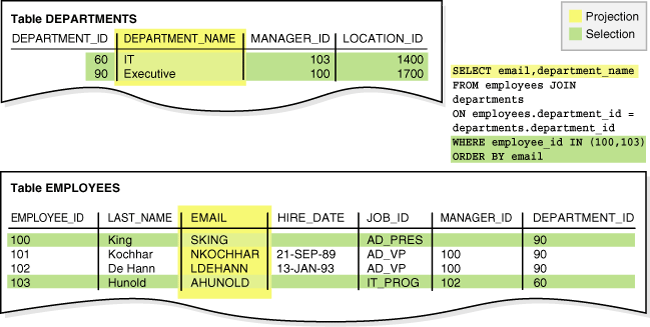 Table DEPARTMENTS
DEPARTMENT_ID DEPARTMENT_NAME MANAGER_ID LOCATION_ID
60 IT 103 1400
90 Executive 100 1700
Projection
Selection
SELECT email,department_name
FROM employees JOIN
departments
ON employees.department_id =
departments.department_id
WHERE employee_id IN (100,103)
ORDER BY email
Table EMPLOYEES
EMPLOYEE_ID LAST_NAME EMAIL HIRE_DATE JOB_ID MANAGER_ID DEPARTMENT_ID
100 King SKING AD_PRES 90
101 Kochhar NKOCHHAR 21-SEP-89 AD_VP 100 90
102 De Hann LDEHANN 13-JAN-93 AD_VP 100 90
103 Hunold AHUNOLD IT_PROG 102 60